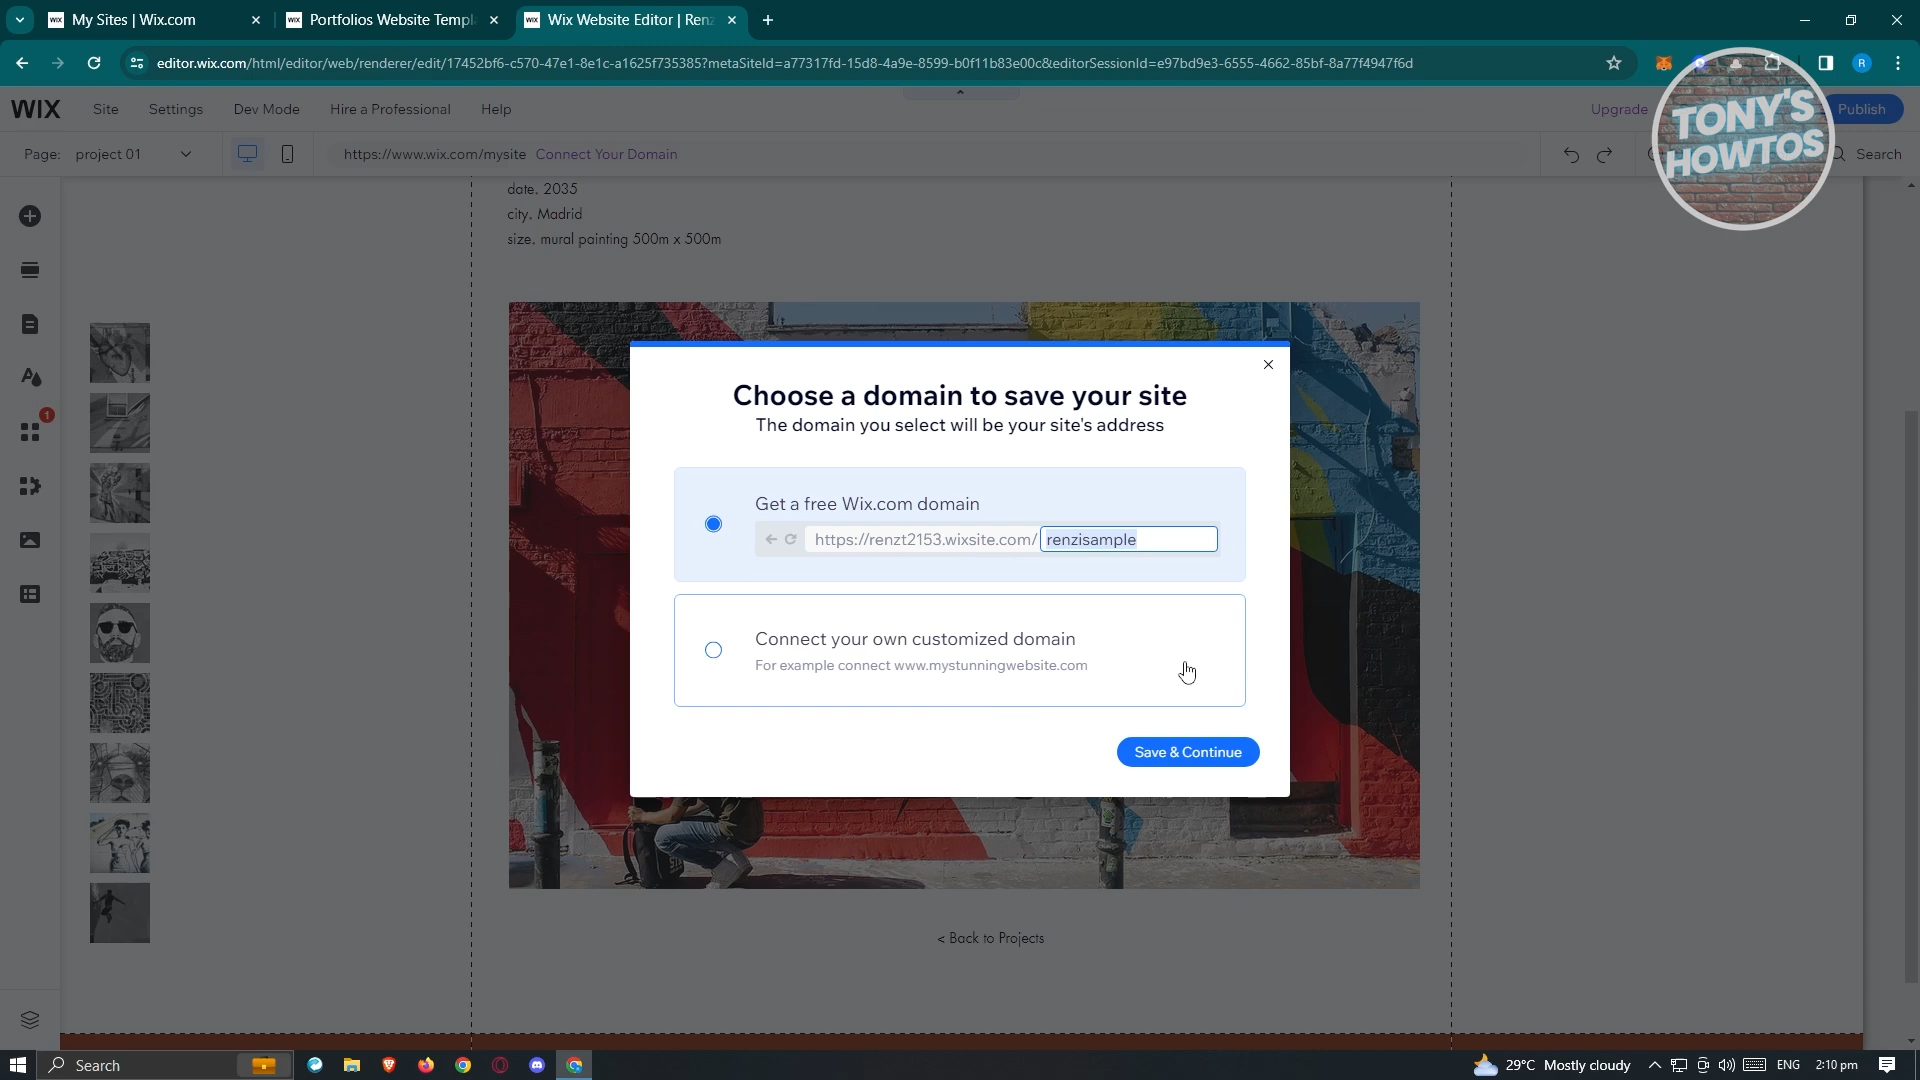 My Sites | Wix.com
Portfolios Website Templ
Wix Website Editor | Renz
editor.wix.com/html/editor/web/renderer/edit/17452bf6-c570-47e1-8e1c-a1625f735385?metaSiteId=a77317fd-15d8-4a9e-8599-b0f11b83e00c&editorSessionId=e97bd9e3-6555-4662-85bf-8a77f4947f6d
R
WIX Site Settings Dev Mode Hire a Professional Help Upgrade Publish
TONY'S
HOWTOS
Page: project 01 https://www.wix.com/mysite Connect Your Domain Search
date. 2035
city. Madrid
size. mural painting 500m x 500m
1
Choose a domain to save your site
The domain you select will be your site's address
Get a free Wix.com domain
https://renzt2153.wixsite.com/ renzisample
Connect your own customized domain
For example connect www.mystunningwebsite.com
Save & Continue
< Back to Projects
Search 29°C Mostly cloudy ENG 2:10 pm